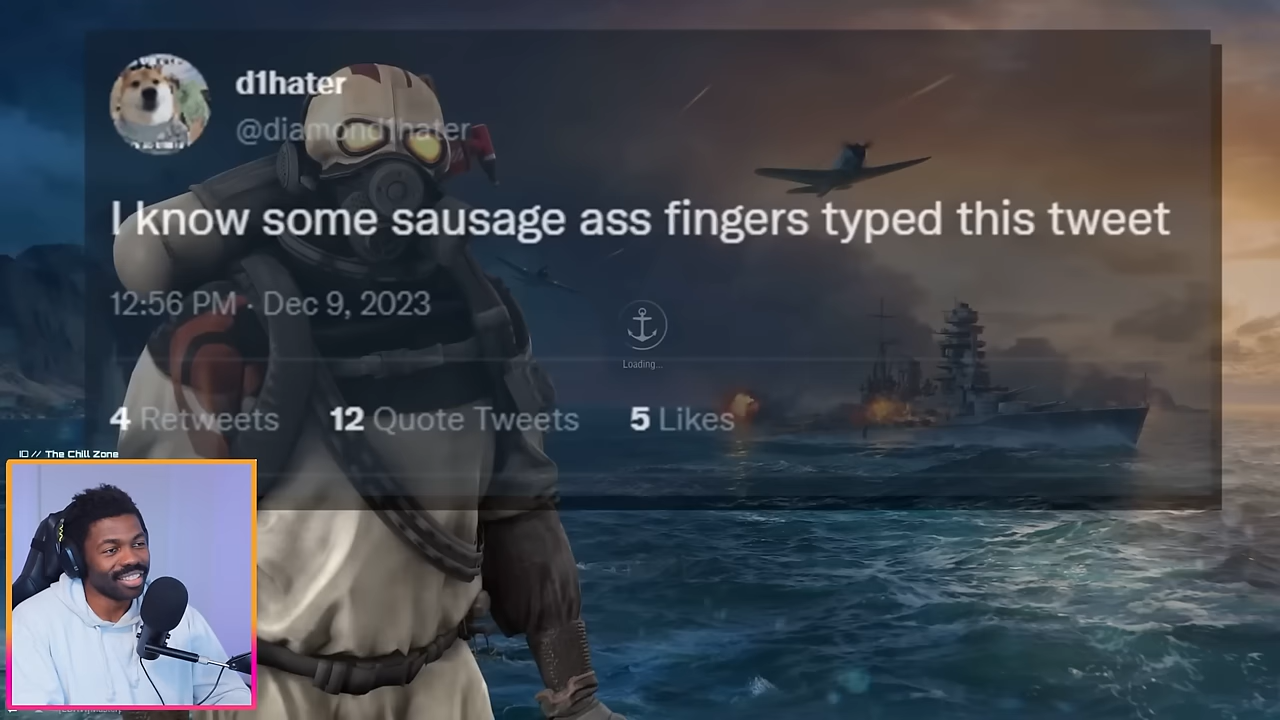 d1hater
@diamond1hater
I know some sausage ass fingers typed this tweet
12:56 PM · Dec 9, 2023
Loading...
4 Retweets 12 Quote Tweets 5 Likes
ID // The Chill Zone